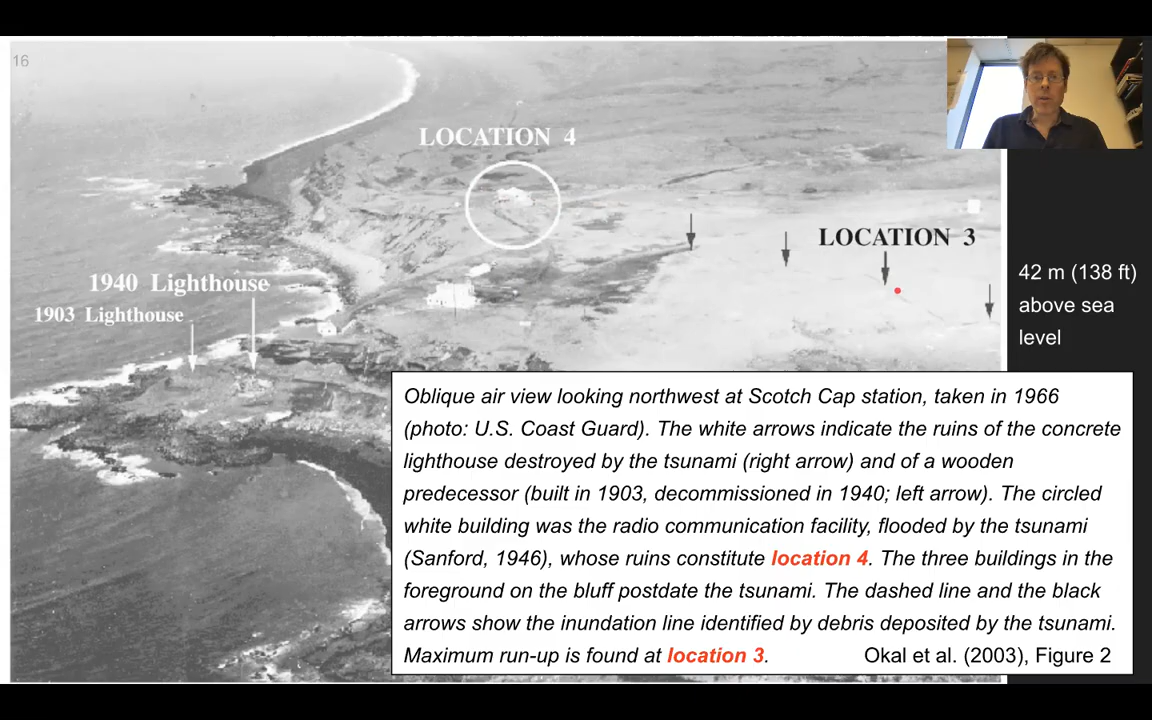 16
LOCATION 4
LOCATION 3
1940 Lighthouse
1903 Lighthouse
42 m (138 ft)
above sea
level
Oblique air view looking northwest at Scotch Cap station, taken in 1966
(photo: U.S. Coast Guard). The white arrows indicate the ruins of the concrete
lighthouse destroyed by the tsunami (right arrow) and of a wooden
predecessor (built in 1903, decommissioned in 1940; left arrow). The circled
white building was the radio communication facility, flooded by the tsunami
(Sanford, 1946), whose ruins constitute location 4. The three buildings in the
foreground on the bluff postdate the tsunami. The dashed line and the black
arrows show the inundation line identified by debris deposited by the tsunami.
Maximum run-up is found at location 3.
Okal et al. (2003), Figure 2